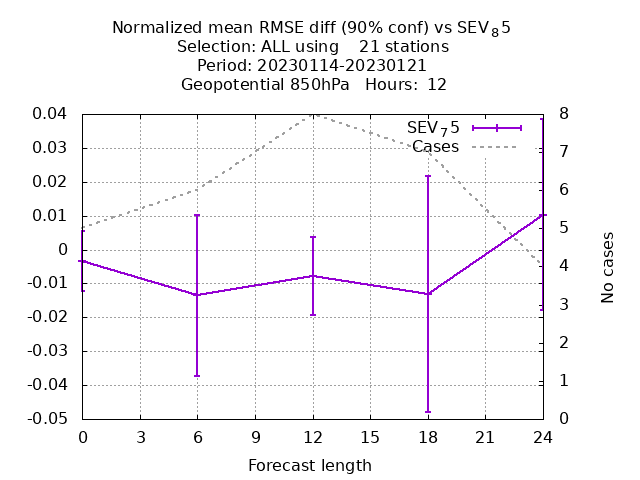 Normalized mean RMSE diff (90% conf) vs SEV₈5
Selection: ALL using    21 stations
Period: 20230114-20230121
Geopotential 850hPa   Hours:  12
SEV₇5
Cases
0.04
0.03
0.02
0.01
0
-0.01
-0.02
-0.03
-0.04
-0.05
8
7
6
5
4
3
2
1
0
No cases
0 3 6 9 12 15 18 21 24
Forecast length